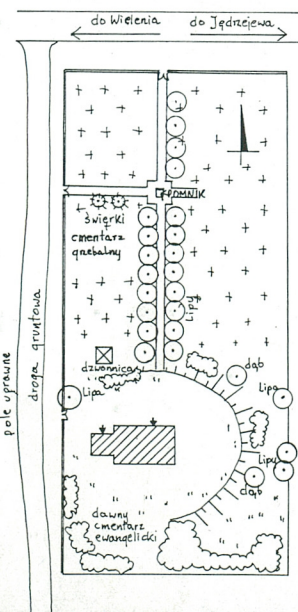 do Wielenia
do Jędrzejewa
POMNIK
świerki
cmentarz
grzebalny
Lipy
dzwonnica
dąb
Lipa
Lipa
Lipy
dąb
dawny
cmentarz
ewangelicki
droga gruntowa
pole uprawne